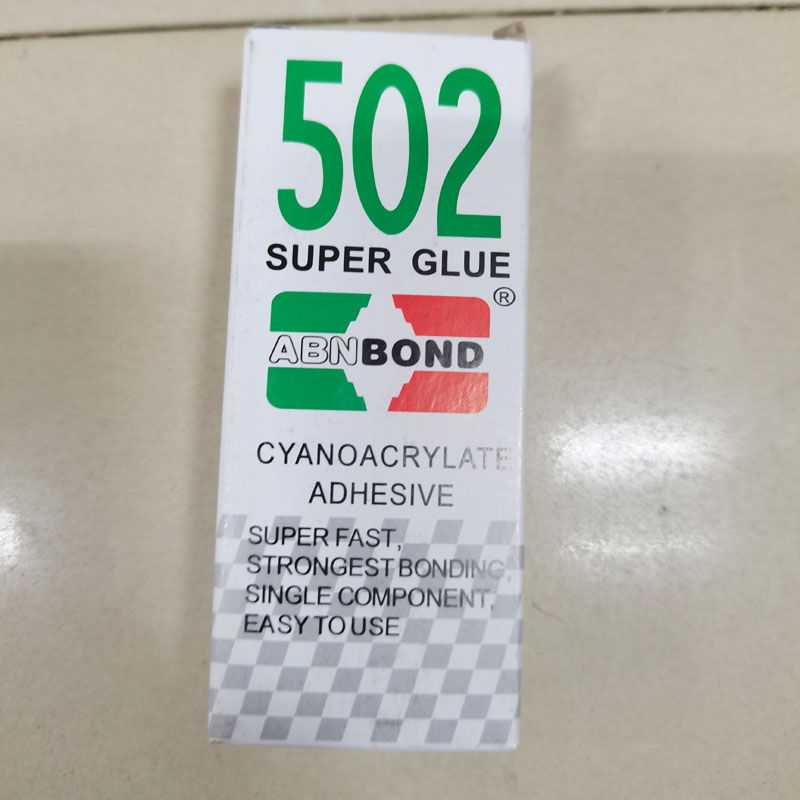 502
SUPER GLUE
®
ABNBOND
CYANOACRYLATE
ADHESIVE
SUPER FAST,
STRONGEST BONDING,
SINGLE COMPONENT,
EASY TO USE